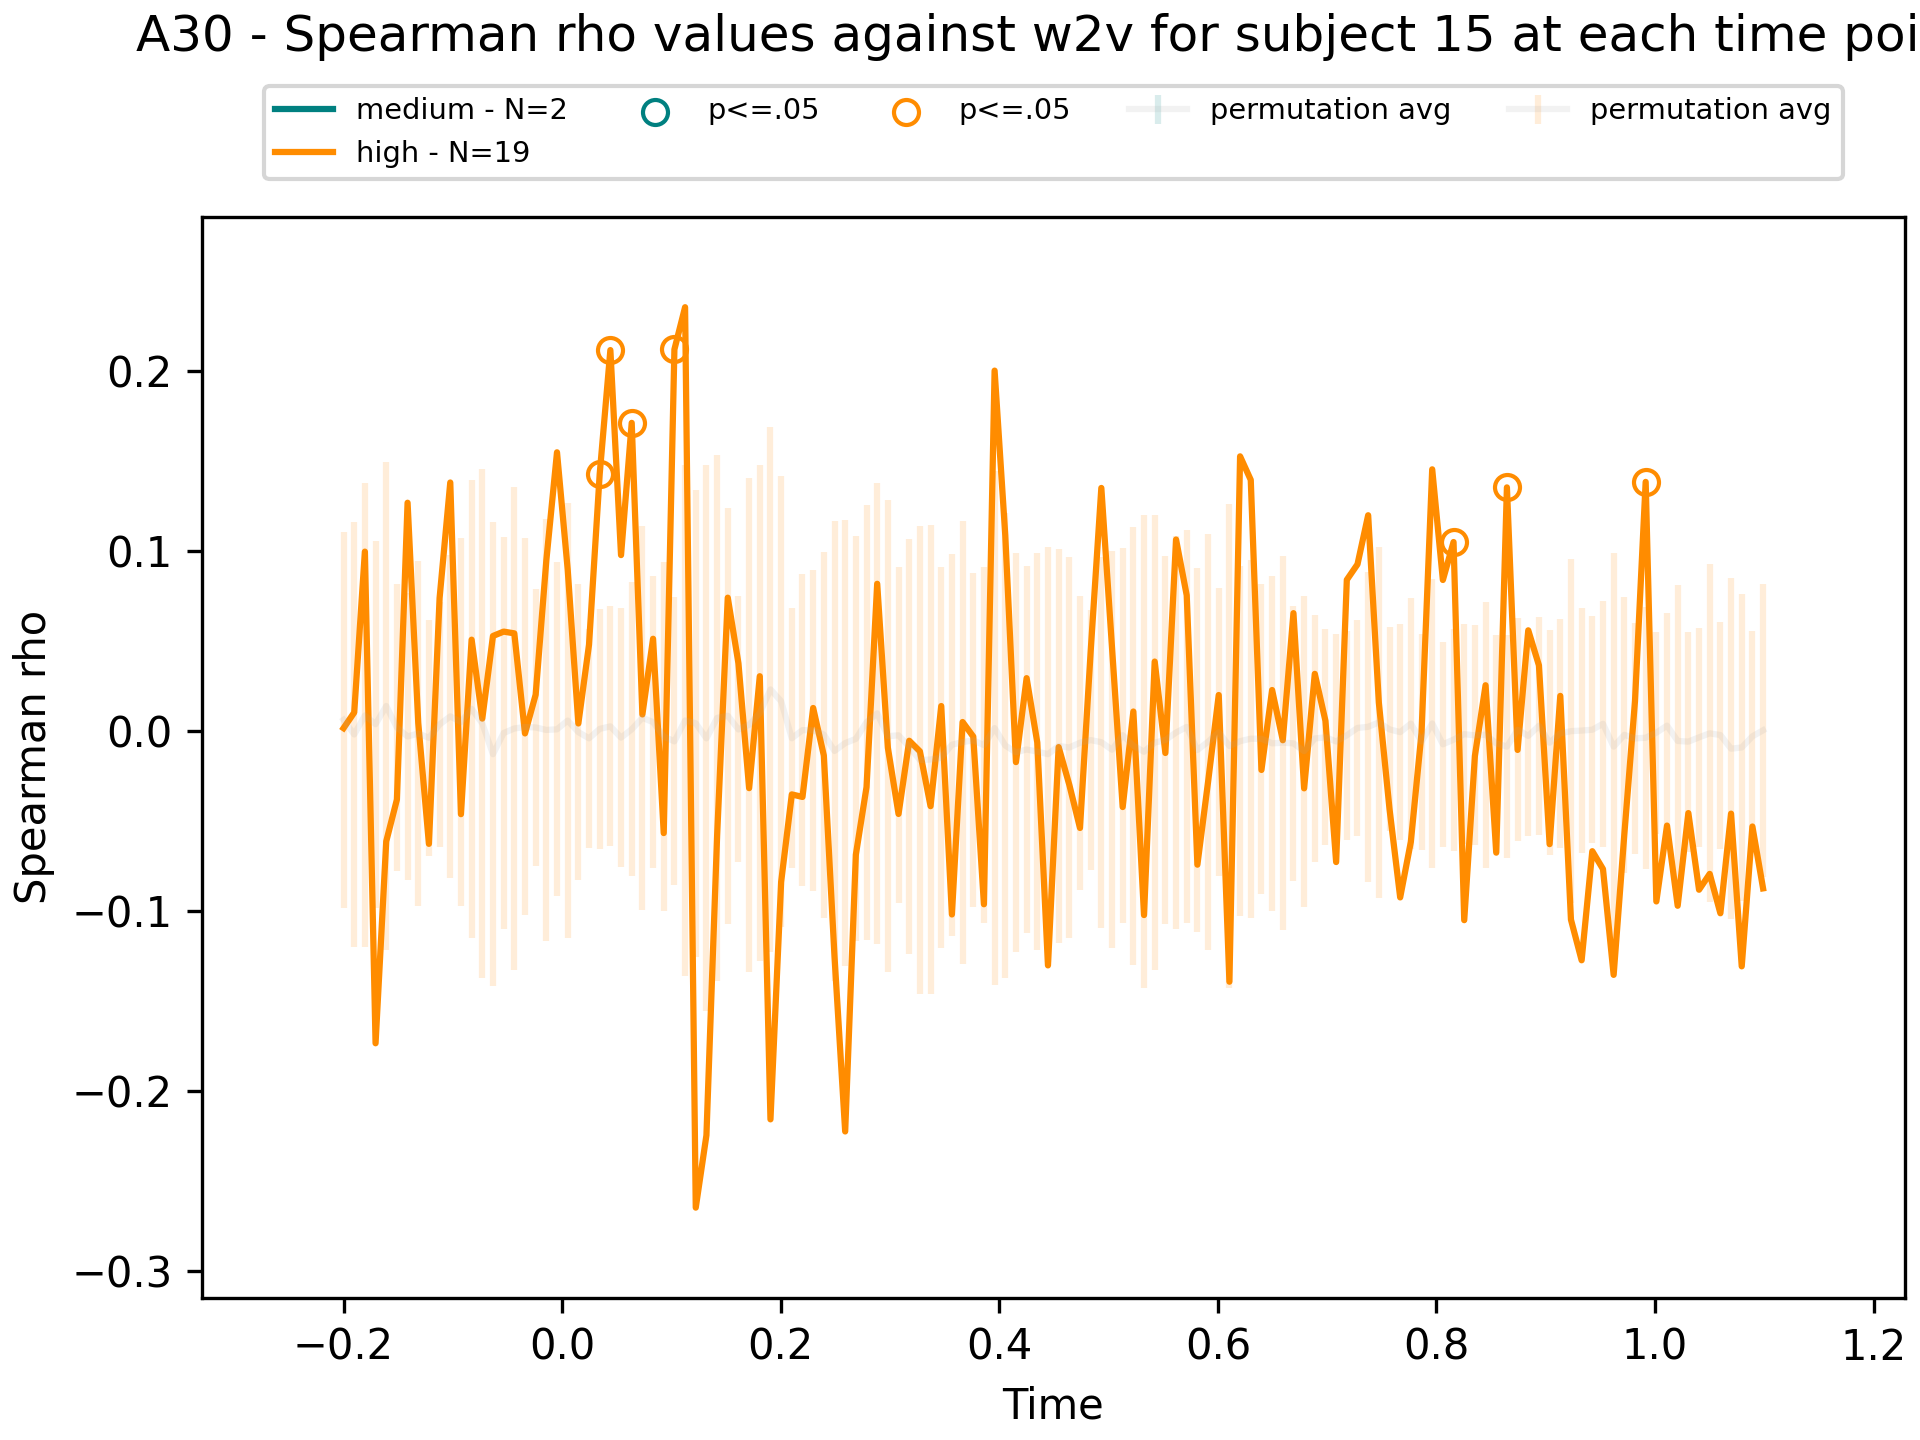 A30 - Spearman rho values against w2v for subject 15 at each time poi
medium - N=2 p<=.05 p<=.05 permutation avg permutation avg
high - N=19
Spearman rho
0.2
0.1
0.0
−0.1
−0.2
−0.3
−0.2 0.0 0.2 0.4 0.6 0.8 1.0 1.2
Time